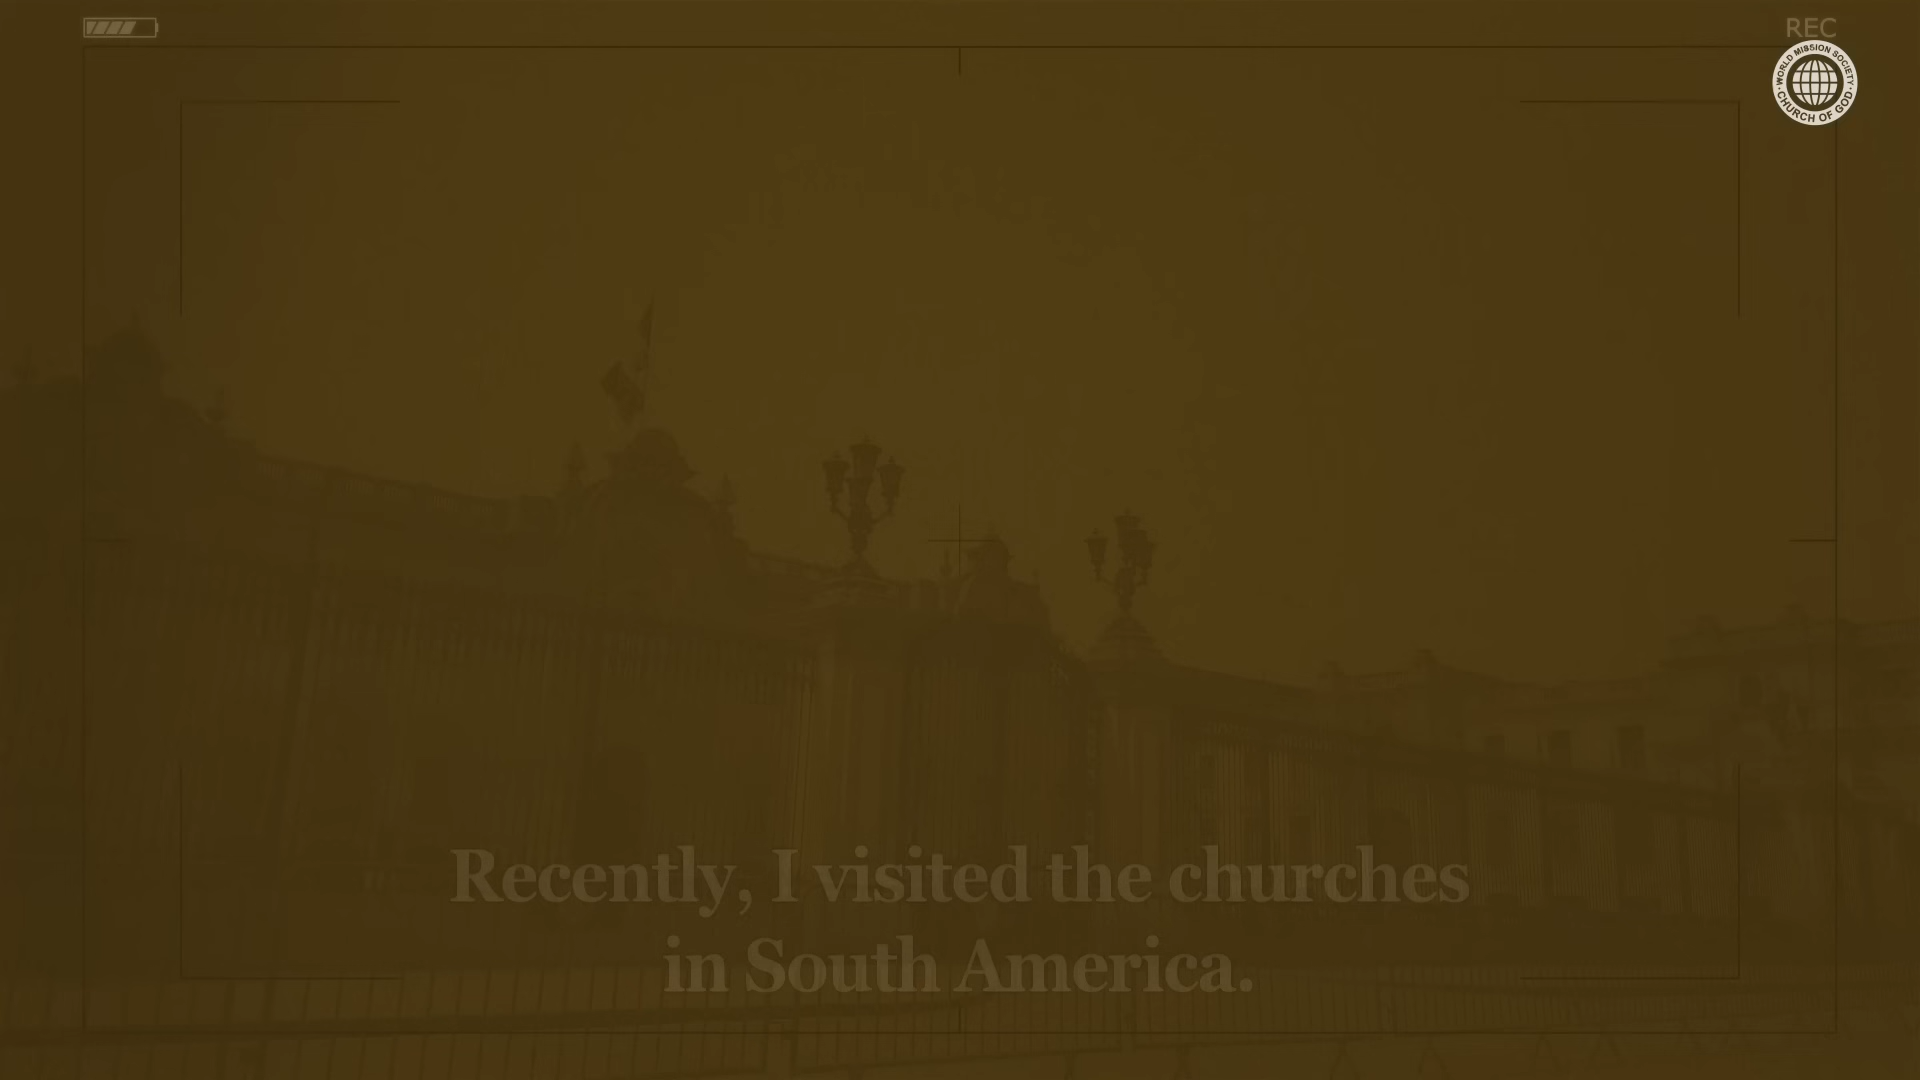 REC
WORLD MISSION SOCIETY
CHURCH OF GOD
Recently, I visited the churches
in South America.